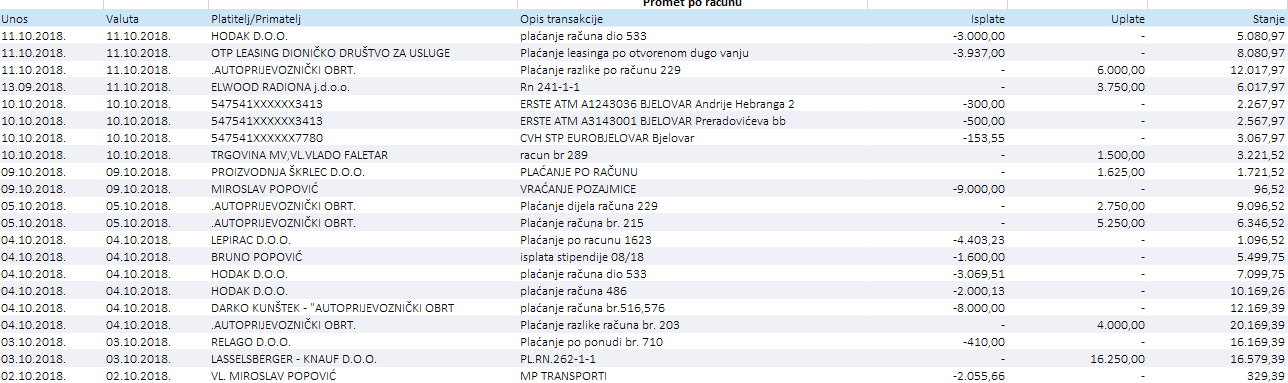 Promet po računu
Unos Valuta Platitelj/Primatelj Opis transakcije Isplate Uplate Stanje
11.10.2018. 11.10.2018. HODAK D.O.O. plaćanje računa dio 533 -3.000,00 - 5.080,97
11.10.2018. 11.10.2018. OTP LEASING DIONIČKO DRUŠTVO ZA USLUGE Plaćanje leasinga po otvorenom dugo vanju -3.937,00 - 8.080,97
11.10.2018. 11.10.2018. .AUTOPRIJEVOZNIČKI OBRT. Plaćanje razlike po računu 229 - 6.000,00 12.017,97
13.09.2018. 11.10.2018. ELWOOD RADIONA j.d.o.o. Rn 241-1-1 - 3.750,00 6.017,97
10.10.2018. 10.10.2018. 547541XXXXXX3413 ERSTE ATM A1243036 BJELOVAR Andrije Hebranga 2 -300,00 - 2.267,97
10.10.2018. 10.10.2018. 547541XXXXXX3413 ERSTE ATM A3143001 BJELOVAR Preradovićeva bb -500,00 - 2.567,97
10.10.2018. 10.10.2018. 547541XXXXXX7780 CVH STP EUROBJELOVAR Bjelovar -153,55 - 3.067,97
10.10.2018. 10.10.2018. TRGOVINA MV,VL.VLADO FALETAR racun br 289 - 1.500,00 3.221,52
09.10.2018. 09.10.2018. PROIZVODNJA ŠKRLEC D.O.O. PLAĆANJE PO RAČUNU - 1.625,00 1.721,52
09.10.2018. 09.10.2018. MIROSLAV POPOVIĆ VRAĆANJE POZAJMICE -9.000,00 - 96,52
05.10.2018. 05.10.2018. .AUTOPRIJEVOZNIČKI OBRT. Plaćanje dijela računa 229 - 2.750,00 9.096,52
05.10.2018. 05.10.2018. .AUTOPRIJEVOZNIČKI OBRT. Plaćanje računa br. 215 - 5.250,00 6.346,52
04.10.2018. 04.10.2018. LEPIRAC D.O.O. Plaćanje po racunu 1623 -4.403,23 - 1.096,52
04.10.2018. 04.10.2018. BRUNO POPOVIĆ isplata stipendije 08/18 -1.600,00 - 5.499,75
04.10.2018. 04.10.2018. HODAK D.O.O. plaćanje računa dio 533 -3.069,51 - 7.099,75
04.10.2018. 04.10.2018. HODAK D.O.O. plaćanje računa 486 -2.000,13 - 10.169,26
04.10.2018. 04.10.2018. DARKO KUNŠTEK - "AUTOPRIJEVOZNIČKI OBRT plaćanje računa br.516,576 -8.000,00 - 12.169,39
04.10.2018. 04.10.2018. .AUTOPRIJEVOZNIČKI OBRT. Plaćanje razlike računa br. 203 - 4.000,00 20.169,39
03.10.2018. 03.10.2018. RELAGO D.O.O. Plaćanje po ponudi br. 710 -410,00 - 16.169,39
03.10.2018. 03.10.2018. LASSELSBERGER - KNAUF D.O.O. PL.RN.262-1-1 - 16.250,00 16.579,39
02.10.2018. 02.10.2018. VL. MIROSLAV POPOVIĆ MP TRANSPORTI -2.055,66 - 329,39